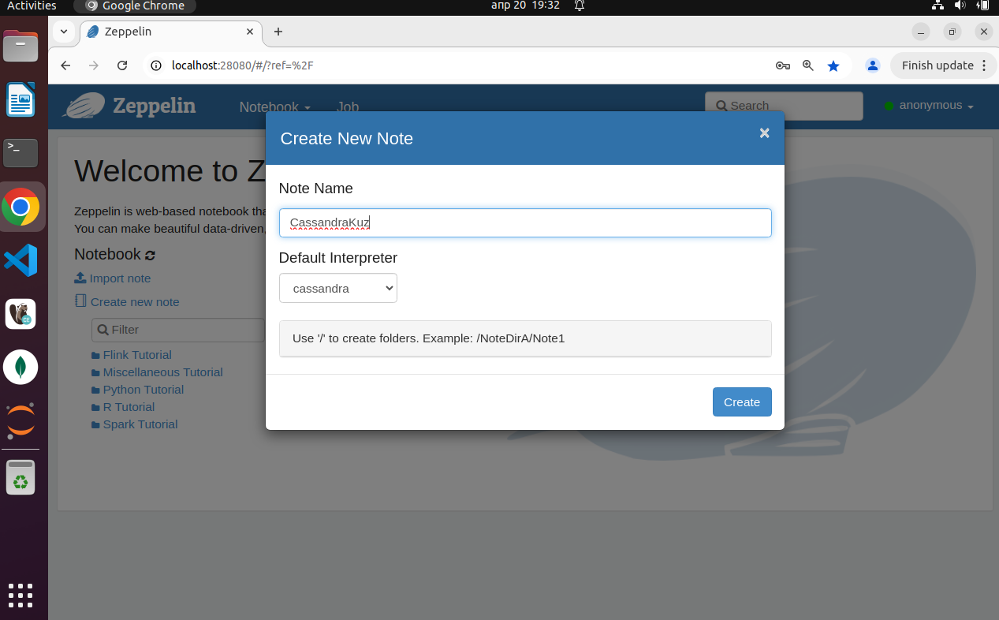 Activities Google Chrome апр 20 19:32
Zeppelin
localhost:28080/#/?ref=%2F Finish update
Zeppelin Notebook Job Search anonymous
Create New Note
Welcome to Z
Note Name
Zeppelin is web-based notebook tha
CassandraKuz
You can make beautiful data-driven,
Notebook
Default Interpreter
Import note
cassandra
Create new note
Filter
Use '/' to create folders. Example: /NoteDirA/Note1
Flink Tutorial
Miscellaneous Tutorial
Python Tutorial
Create
R Tutorial
Spark Tutorial